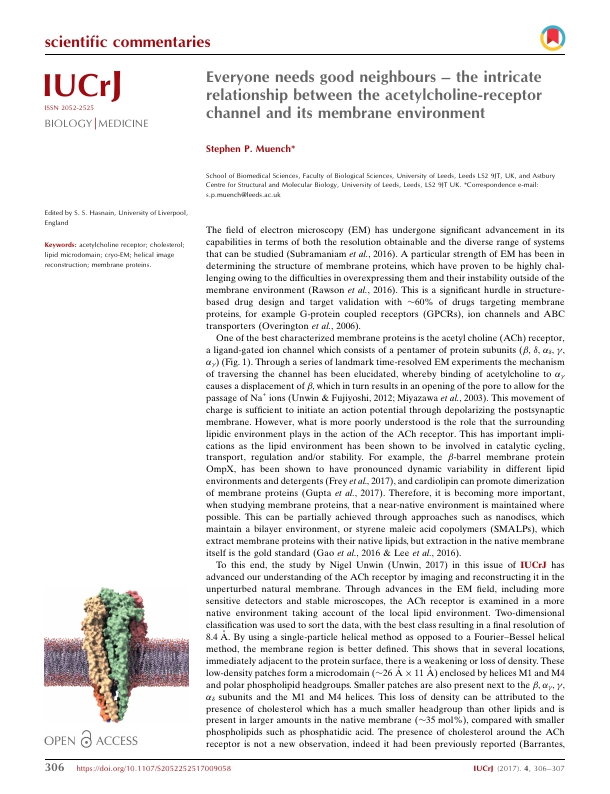 scientific commentaries
IUCrJ
ISSN 2052-2525
BIOLOGY|MEDICINE
Everyone needs good neighbours – the intricate
relationship between the acetylcholine-receptor
channel and its membrane environment
Stephen P. Muench*
School of Biomedical Sciences, Faculty of Biological Sciences, University of Leeds, Leeds LS2 9JT, UK, and Astbury
Centre for Structural and Molecular Biology, University of Leeds, Leeds, LS2 9JT UK. *Correspondence e-mail:
s.p.muench@leeds.ac.uk
Edited by S. S. Hasnain, University of Liverpool,
England
Keywords: acetylcholine receptor; cholesterol;
lipid microdomain; cryo-EM; helical image
reconstruction; membrane proteins.
The field of electron microscopy (EM) has undergone significant advancement in its
capabilities in terms of both the resolution obtainable and the diverse range of systems
that can be studied (Subramaniam et al., 2016). A particular strength of EM has been in
determining the structure of membrane proteins, which have proven to be highly chal-
lenging owing to the difficulties in overexpressing them and their instability outside of the
membrane environment (Rawson et al., 2016). This is a significant hurdle in structure-
based drug design and target validation with ~60% of drugs targeting membrane
proteins, for example G-protein coupled receptors (GPCRs), ion channels and ABC
transporters (Overington et al., 2006).
One of the best characterized membrane proteins is the acetyl choline (ACh) receptor,
a ligand-gated ion channel which consists of a pentamer of protein subunits (β, δ, αδ, γ,
αγ) (Fig. 1). Through a series of landmark time-resolved EM experiments the mechanism
of traversing the channel has been elucidated, whereby binding of acetylcholine to αγ
causes a displacement of β, which in turn results in an opening of the pore to allow for the
passage of Na+ ions (Unwin & Fujiyoshi, 2012; Miyazawa et al., 2003). This movement of
charge is sufficient to initiate an action potential through depolarizing the postsynaptic
membrane. However, what is more poorly understood is the role that the surrounding
lipidic environment plays in the action of the ACh receptor. This has important impli-
cations as the lipid environment has been shown to be involved in catalytic cycling,
transport, regulation and/or stability. For example, the β-barrel membrane protein
OmpX, has been shown to have pronounced dynamic variability in different lipid
environments and detergents (Frey et al., 2017), and cardiolipin can promote dimerization
of membrane proteins (Gupta et al., 2017). Therefore, it is becoming more important,
when studying membrane proteins, that a near-native environment is maintained where
possible. This can be partially achieved through approaches such as nanodiscs, which
maintain a bilayer environment, or styrene maleic acid copolymers (SMALPs), which
extract membrane proteins with their native lipids, but extraction in the native membrane
itself is the gold standard (Gao et al., 2016 & Lee et al., 2016).
To this end, the study by Nigel Unwin (Unwin, 2017) in this issue of IUCrJ has
advanced our understanding of the ACh receptor by imaging and reconstructing it in the
unperturbed natural membrane. Through advances in the EM field, including more
sensitive detectors and stable microscopes, the ACh receptor is examined in a more
native environment taking account of the local lipid environment. Two-dimensional
classification was used to sort the data, with the best class resulting in a final resolution of
8.4 Å. By using a single-particle helical method as opposed to a Fourier–Bessel helical
method, the membrane region is better defined. This shows that in several locations,
immediately adjacent to the protein surface, there is a weakening or loss of density. These
low-density patches form a microdomain (~26 Å × 11 Å) enclosed by helices M1 and M4
and polar phospholipid headgroups. Smaller patches are also present next to the β, αγ, γ,
αδ subunits and the M1 and M4 helices. This loss of density can be attributed to the
presence of cholesterol which has a much smaller headgroup than other lipids and is
present in larger amounts in the native membrane (~35 mol%), compared with smaller
phospholipids such as phosphatidic acid. The presence of cholesterol around the ACh
receptor is not a new observation, indeed it had been previously reported (Barrantes,
OPEN ACCESS
306 https://doi.org/10.1107/S2052252517009058 IUCrJ (2017). 4, 306–307